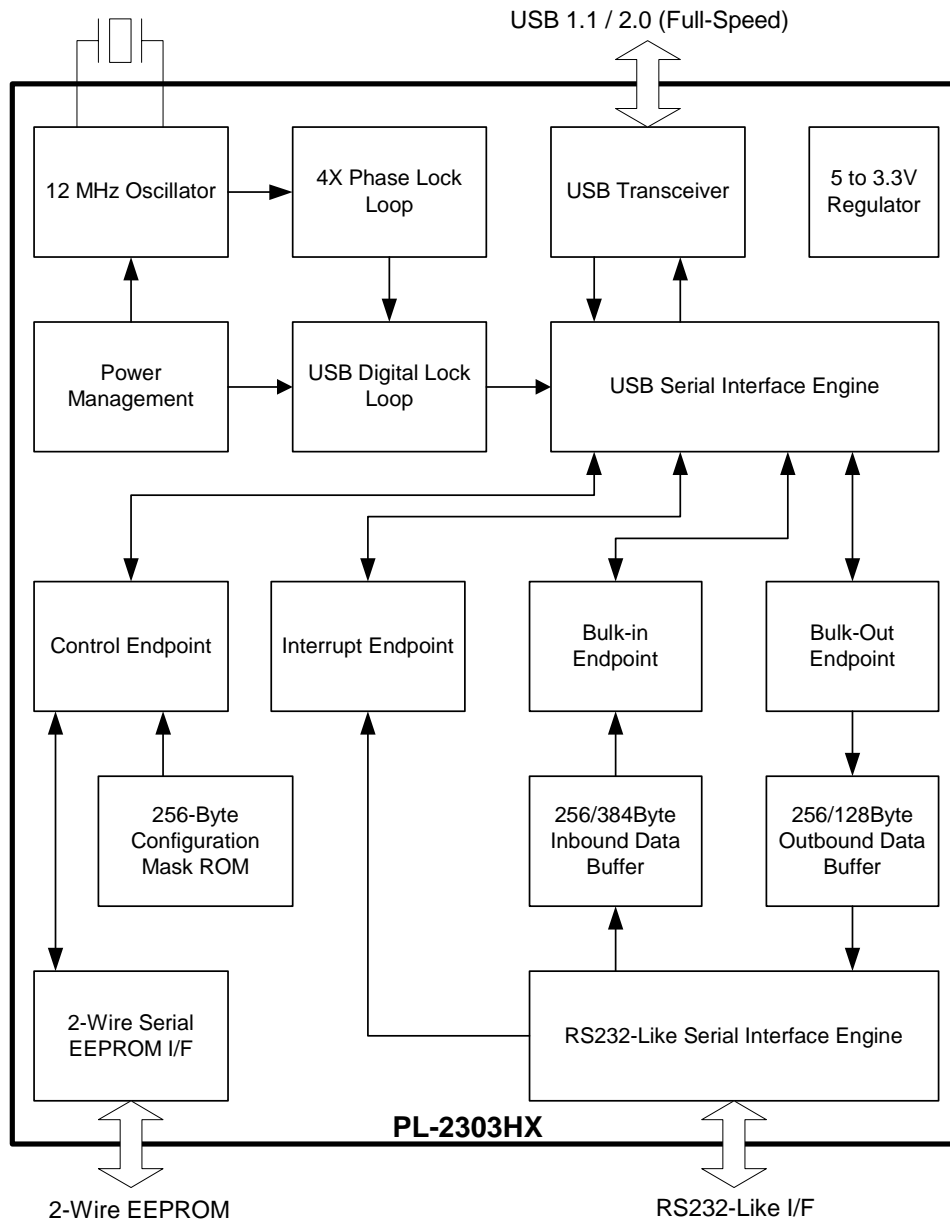 USB 1.1 / 2.0 (Full-Speed)
12 MHz Oscillator
4X Phase Lock
Loop
USB Transceiver
5 to 3.3V
Regulator
Power
Management
USB Digital Lock
Loop
USB Serial Interface Engine
Control Endpoint
Interrupt Endpoint
Bulk-in
Endpoint
Bulk-Out
Endpoint
256-Byte
Configuration
Mask ROM
256/384Byte
Inbound Data
Buffer
256/128Byte
Outbound Data
Buffer
2-Wire Serial
EEPROM I/F
RS232-Like Serial Interface Engine
PL-2303HX
2-Wire EEPROM
RS232-Like I/F